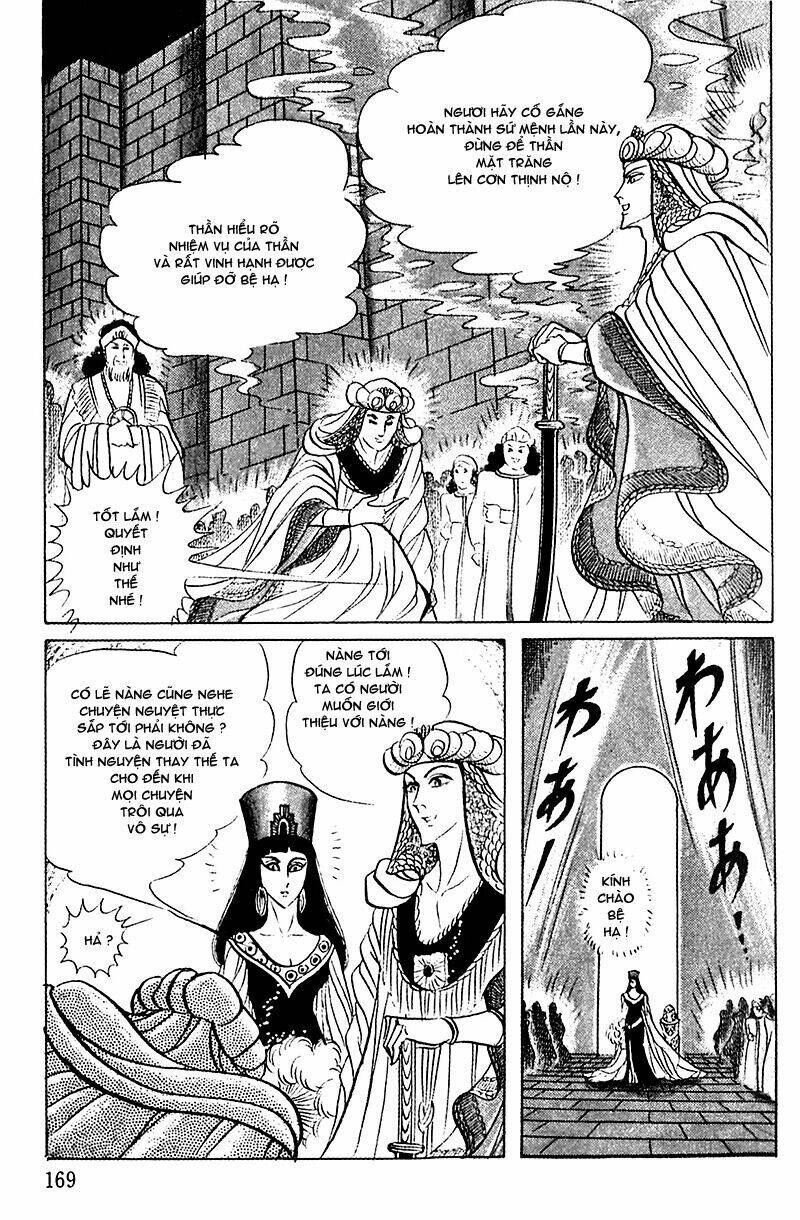 NGƯƠI HÃY CỐ GẮNG
HOÀN THÀNH SỨ MỆNH LẦN NÀY,
ĐỪNG ĐỂ THẦN
MẶT TRĂNG
LÊN CƠN THỊNH NỘ !
THẦN HIỂU RÕ
NHIỆM VỤ CỦA THẦN
VÀ RẤT VINH HẠNH ĐƯỢC
GIÚP ĐỠ BỆ HẠ !
TỐT LẮM !
QUYẾT
ĐỊNH
NHƯ
THẾ
NHÉ !
わあぁ…
わぁ!
KÍNH
CHÀO
BỆ
HẠ !
NÀNG TỚI
ĐÚNG LÚC LẮM !
TA CÓ NGƯỜI
MUỐN GIỚI
THIỆU VỚI NÀNG !
CÓ LẼ NÀNG CŨNG NGHE
CHUYỆN NGUYỆT THỰC
SẮP TỚI PHẢI KHÔNG ?
ĐÂY LÀ NGƯỜI ĐÃ
TÌNH NGUYỆN THAY THẾ TA
CHO ĐẾN KHI
MỌI CHUYỆN
TRÔI QUA
VÔ SỰ !
HẢ ?
169